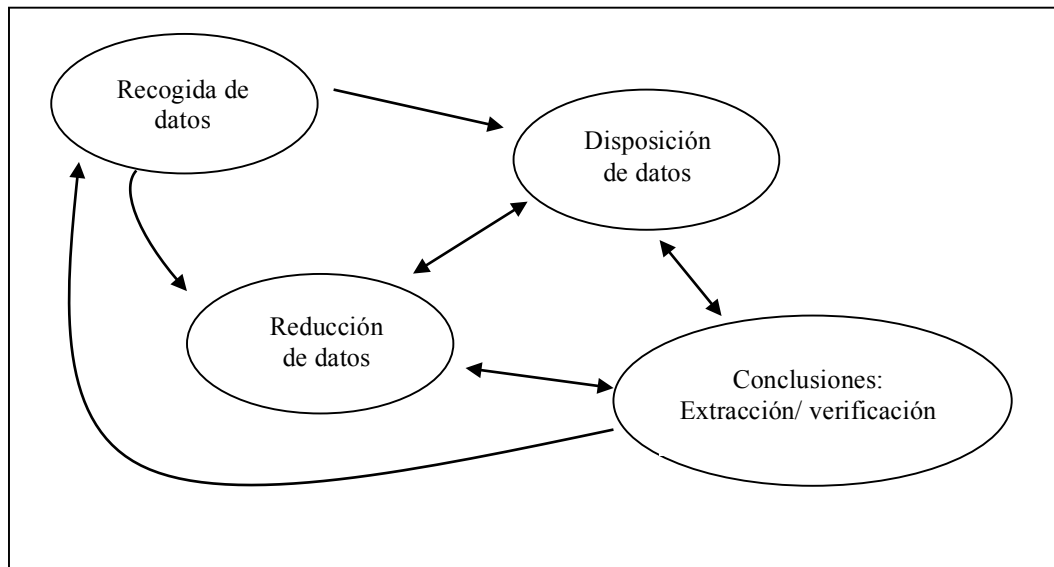 Recogida de
datos
Disposición
de datos
Reducción
de datos
Conclusiones:
Extracción/ verificación